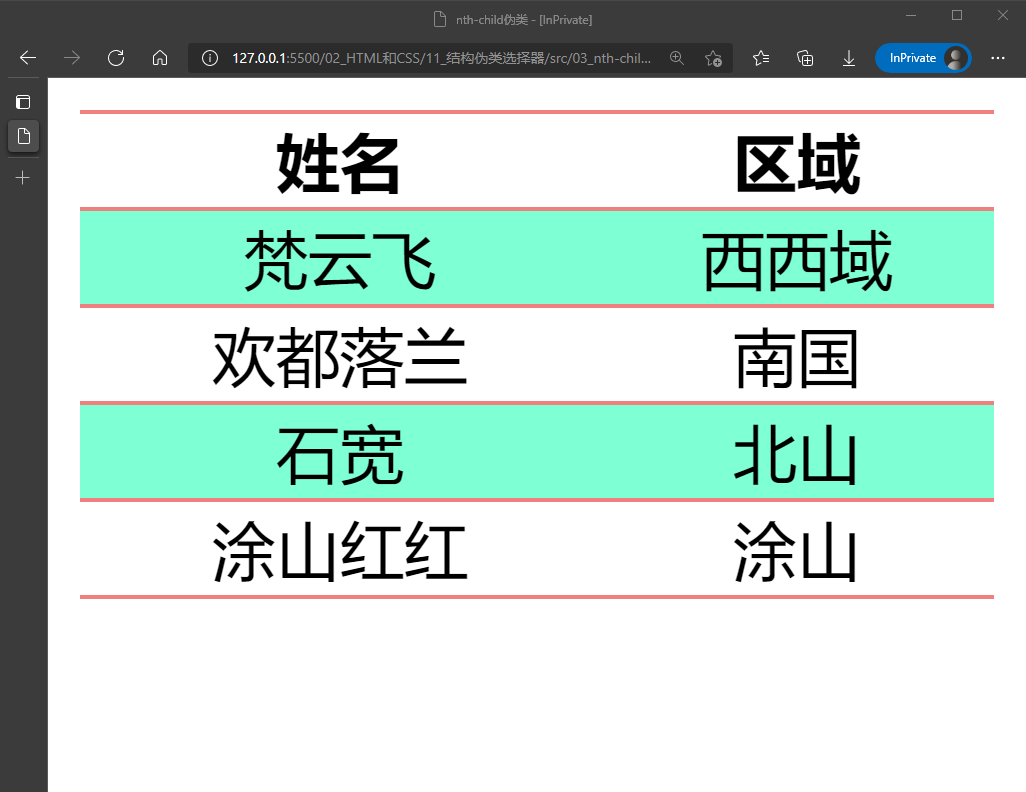 nth-child伪类 - [InPrivate]
127.0.0.1:5500/02_HTML和CSS/11_结构伪类选择器/src/03_nth-chil...
InPrivate
姓名 区域
梵云飞 西西域
欢都落兰 南国
石宽 北山
涂山红红 涂山